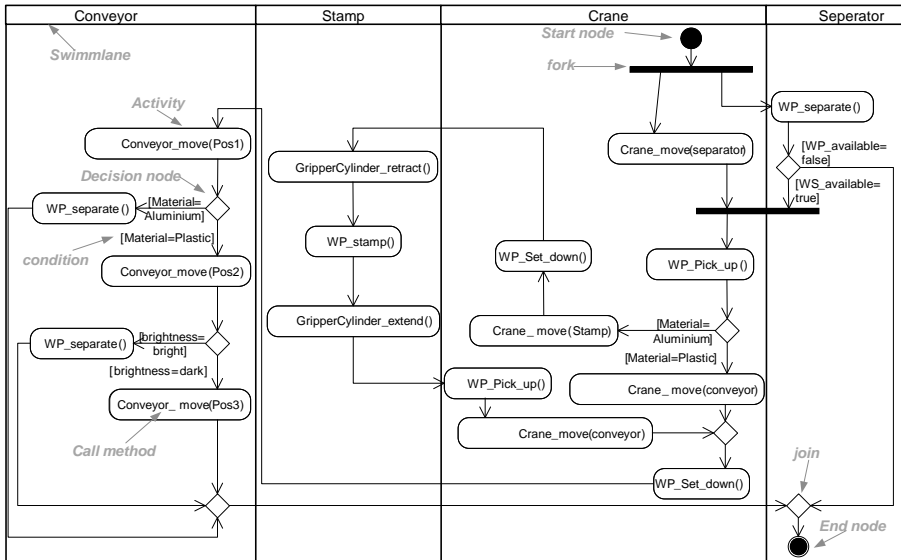 Conveyor
Stamp
Crane
Seperator
Swimmlane
Start node
fork
Activity
Conveyor_move(Pos1)
Decision node
WP_separate()
[Material=
Aluminium]
condition
[Material=Plastic]
Conveyor_move(Pos2)
WP_separate()
[brightness=
bright]
[brightness=dark]
Conveyor_ move(Pos3)
Call method
GripperCylinder_retract()
WP_stamp()
GripperCylinder_extend()
Crane_move(separator)
WP_Set_down()
WP_Pick_up()
Crane_ move(Stamp)
[Material=
Aluminium]
[Material=Plastic]
WP_Pick_up()
Crane_move(conveyor)
Crane_move(conveyor)
WP_Set_down()
WP_separate()
[WP_available=
false]
[WS_available=
true]
join
End node